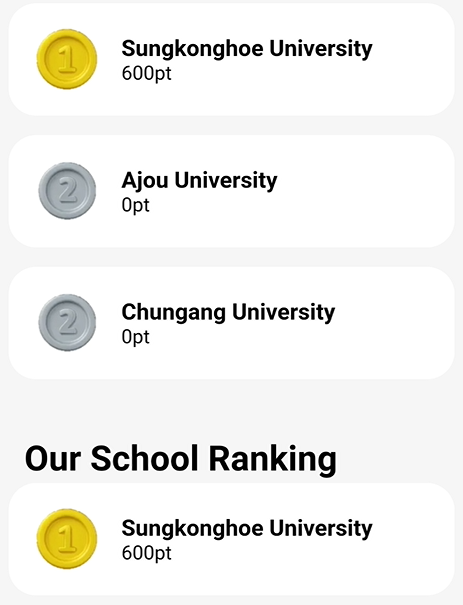 1
Sungkonghoe University
600pt
2
Ajou University
0pt
2
Chungang University
0pt
Our School Ranking
1
Sungkonghoe University
600pt